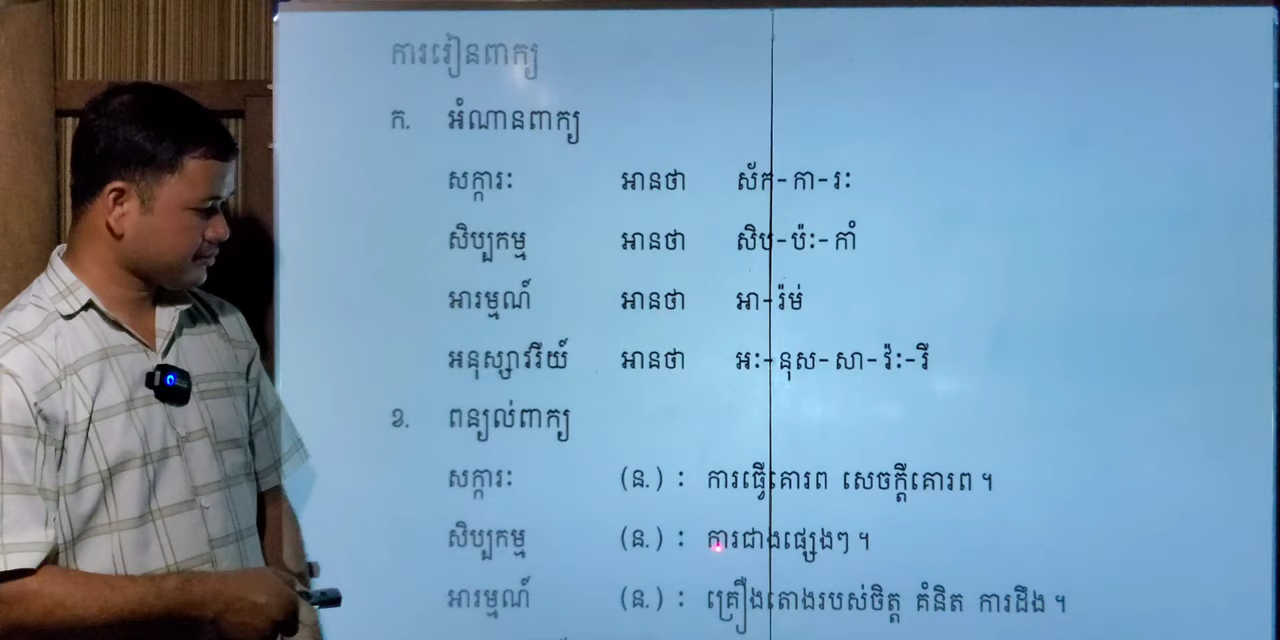 ការរៀនពាក្យ
ក. អំណានពាក្យ
សក្ការៈ អានថា ស័ក-កា-រៈ
សិប្បកម្ម អានថា សិប-ប៉ៈ-កាំ
អារម្មណ៍ អានថា អា-រ៉ម់
អនុស្សាវរីយ៍ អានថា អៈ-នុស-សា-វ៉ៈ-រី
ខ. ពន្យល់ពាក្យ
សក្ការៈ (ន.) : ការធ្វើគោរព សេចក្ដីគោរព ។
សិប្បកម្ម (ន.) : ការជាងផ្សេងៗ ។
អារម្មណ៍ (ន.) : គ្រឿងតោងរបស់ចិត្ត គំនិត ការដឹង ។